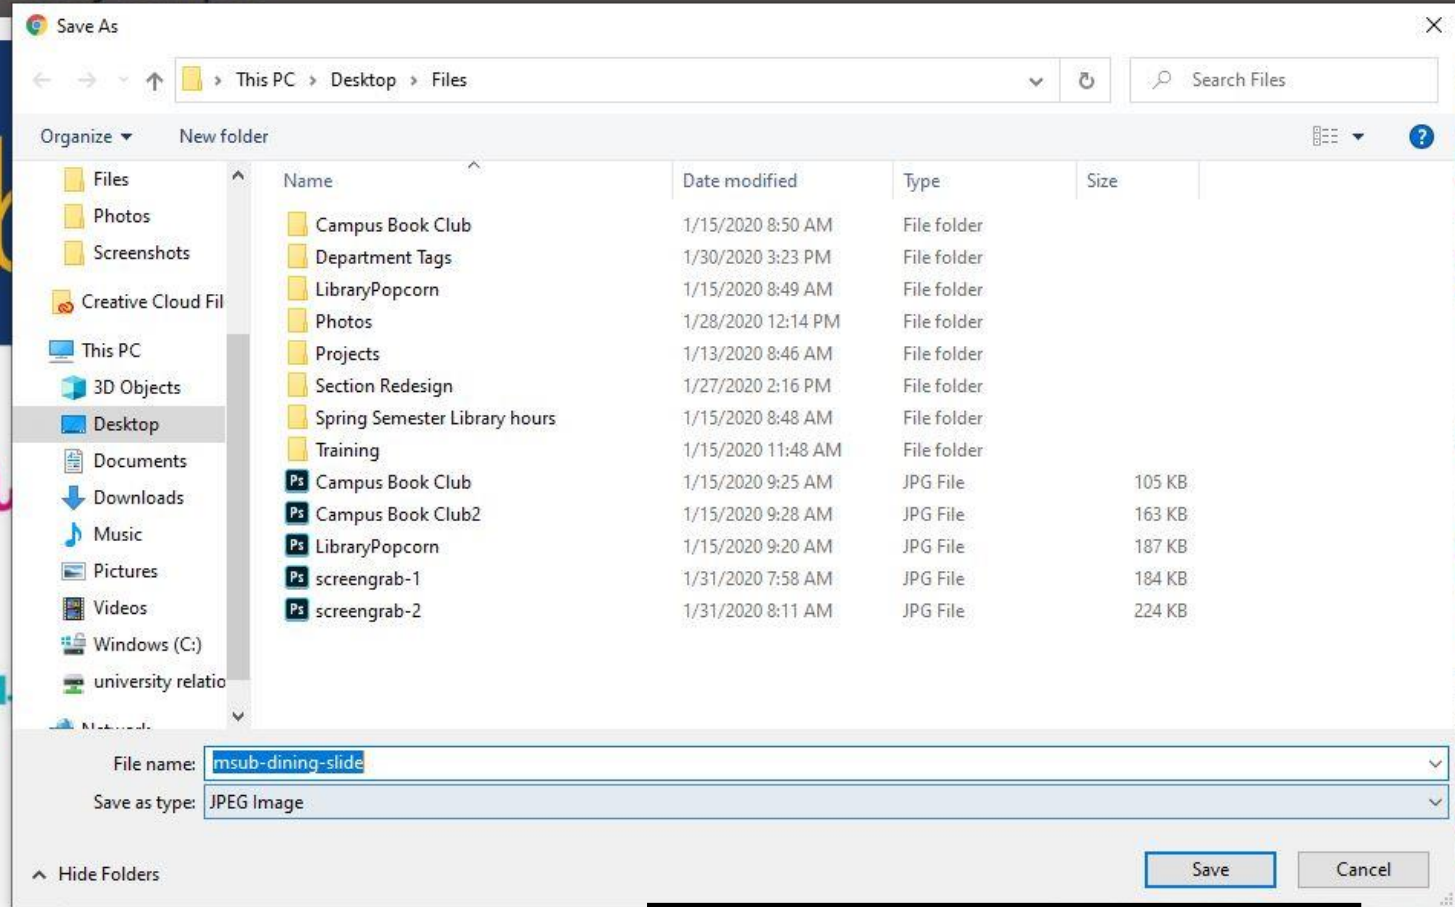 Save As
This PC > Desktop > Files
Search Files
Organize
New folder
?
Files
Photos
Screenshots
Creative Cloud Fil
This PC
3D Objects
Desktop
Documents
Downloads
Music
Pictures
Videos
Windows (C:)
university relatio
Name Date modified Type Size
Campus Book Club 1/15/2020 8:50 AM File folder
Department Tags 1/30/2020 3:23 PM File folder
LibraryPopcorn 1/15/2020 8:49 AM File folder
Photos 1/28/2020 12:14 PM File folder
Projects 1/13/2020 8:46 AM File folder
Section Redesign 1/27/2020 2:16 PM File folder
Spring Semester Library hours 1/15/2020 8:48 AM File folder
Training 1/15/2020 11:48 AM File folder
Ps Campus Book Club 1/15/2020 9:25 AM JPG File 105 KB
Ps Campus Book Club2 1/15/2020 9:28 AM JPG File 163 KB
Ps LibraryPopcorn 1/15/2020 9:20 AM JPG File 187 KB
Ps screengrab-1 1/31/2020 7:58 AM JPG File 184 KB
Ps screengrab-2 1/31/2020 8:11 AM JPG File 224 KB
File name: msub-dining-slide
Save as type: JPEG Image
Hide Folders
Save
Cancel